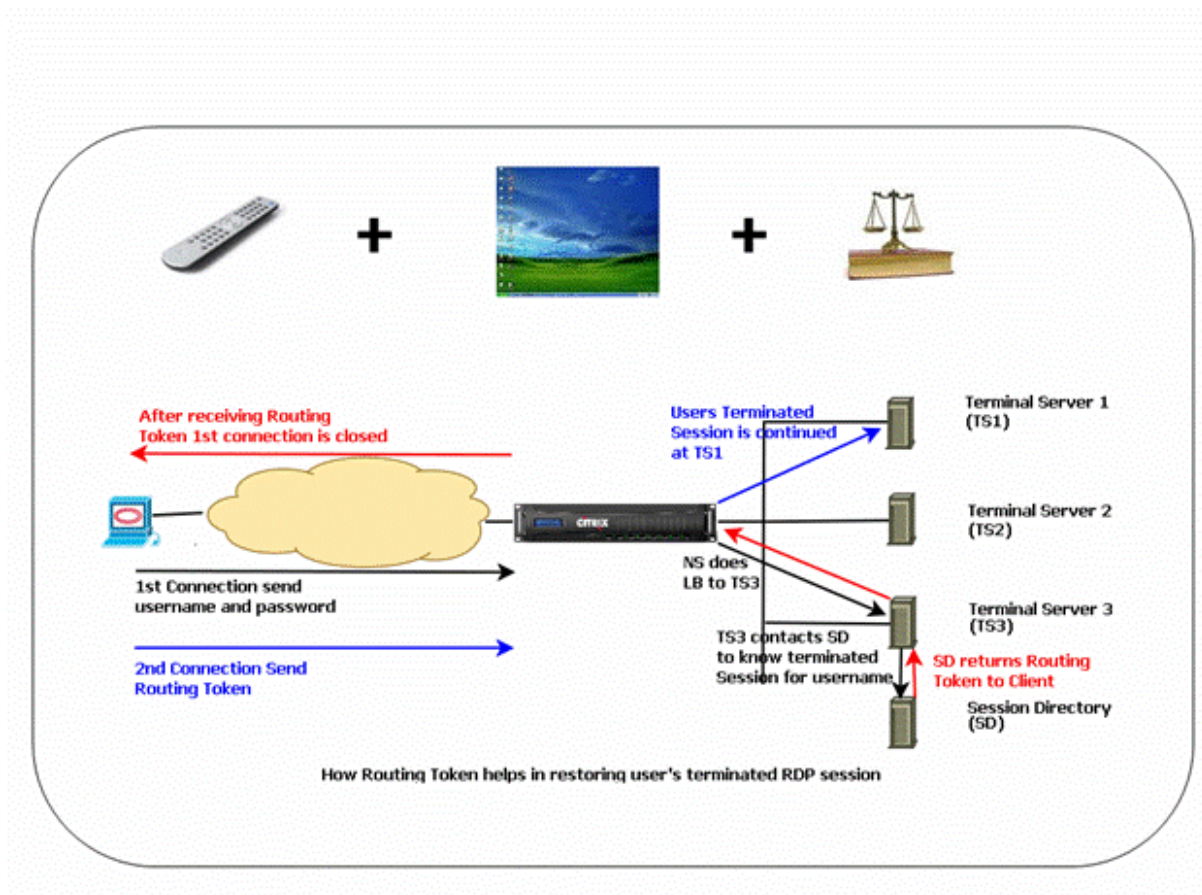 After receiving Routing
Token 1st connection is closed
Users Terminated
Session is continued
at TS1
Terminal Server 1
(TS1)
CITRIX
Terminal Server 2
(TS2)
1st Connection send
username and password
NS does
LB to TS3
Terminal Server 3
(TS3)
2nd Connection Send
Routing Token
TS3 contacts SD
to know terminated
Session for username
SD returns Routing
Token to Client
Session Directory
(SD)
How Routing Token helps in restoring user's terminated RDP session